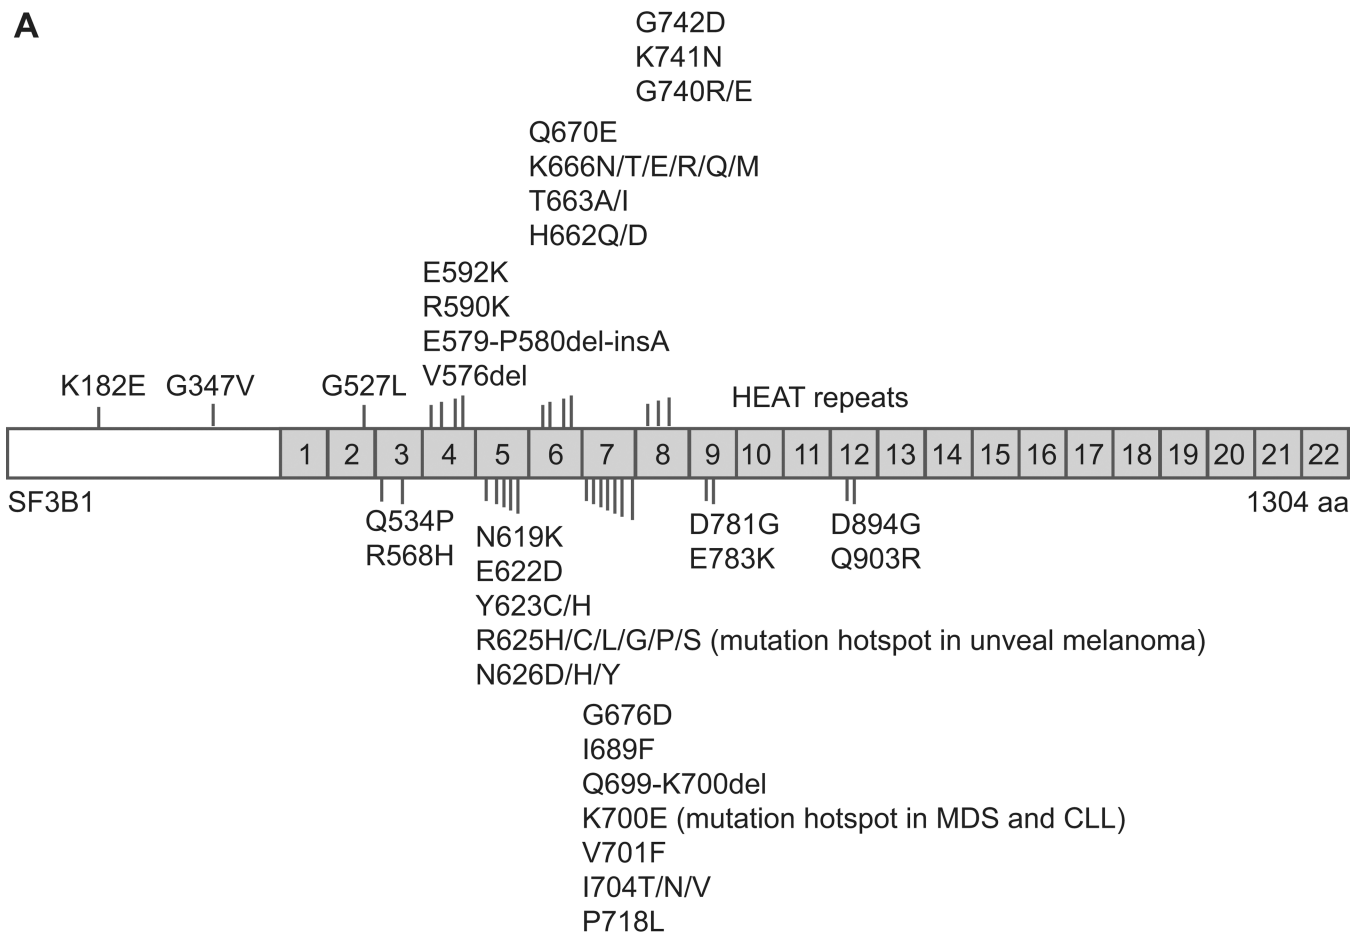 A
G742D
K741N
G740R/E
Q670E
K666N/T/E/R/Q/M
T663A/I
H662Q/D
E592K
R590K
E579-P580del-insA
V576del
K182E G347V G527L
HEAT repeats
1 2 3 4 5 6 7 8 9 10 11 12 13 14 15 16 17 18 19 20 21 22
SF3B1
1304 aa
Q534P
R568H
N619K
E622D
Y623C/H
R625H/C/L/G/P/S (mutation hotspot in unveal melanoma)
N626D/H/Y
D781G
E783K
D894G
Q903R
G676D
I689F
Q699-K700del
K700E (mutation hotspot in MDS and CLL)
V701F
I704T/N/V
P718L